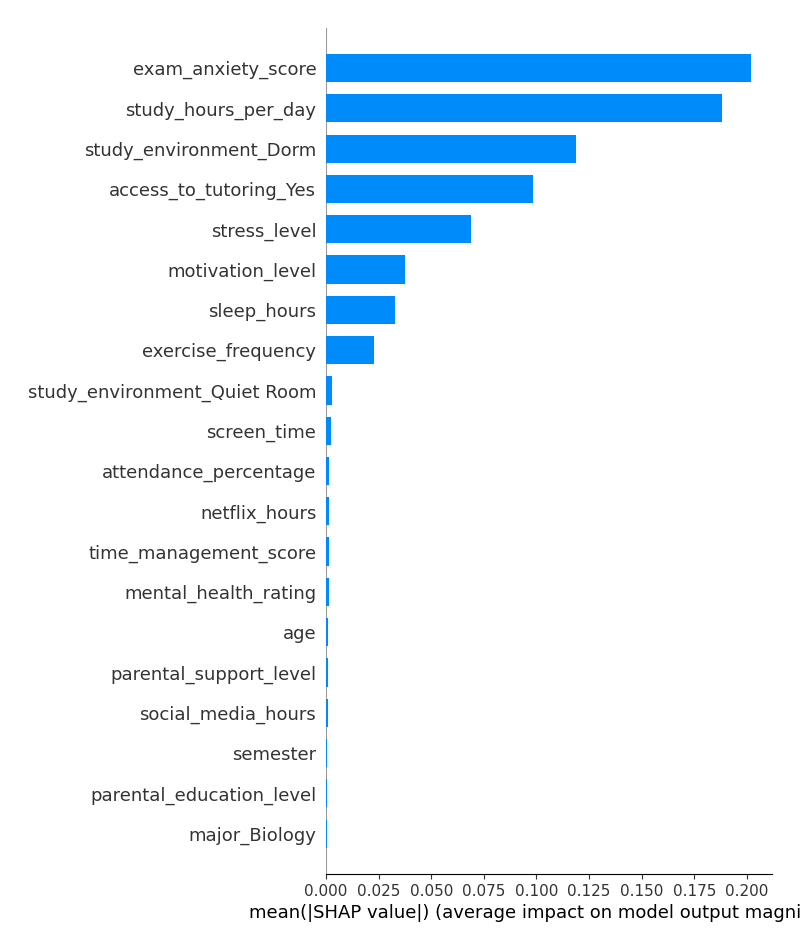 exam_anxiety_score
study_hours_per_day
study_environment_Dorm
access_to_tutoring_Yes
stress_level
motivation_level
sleep_hours
exercise_frequency
study_environment_Quiet Room
screen_time
attendance_percentage
netflix_hours
time_management_score
mental_health_rating
age
parental_support_level
social_media_hours
semester
parental_education_level
major_Biology
0.000 0.025 0.050 0.075 0.100 0.125 0.150 0.175 0.200
mean(|SHAP value|) (average impact on model output magni